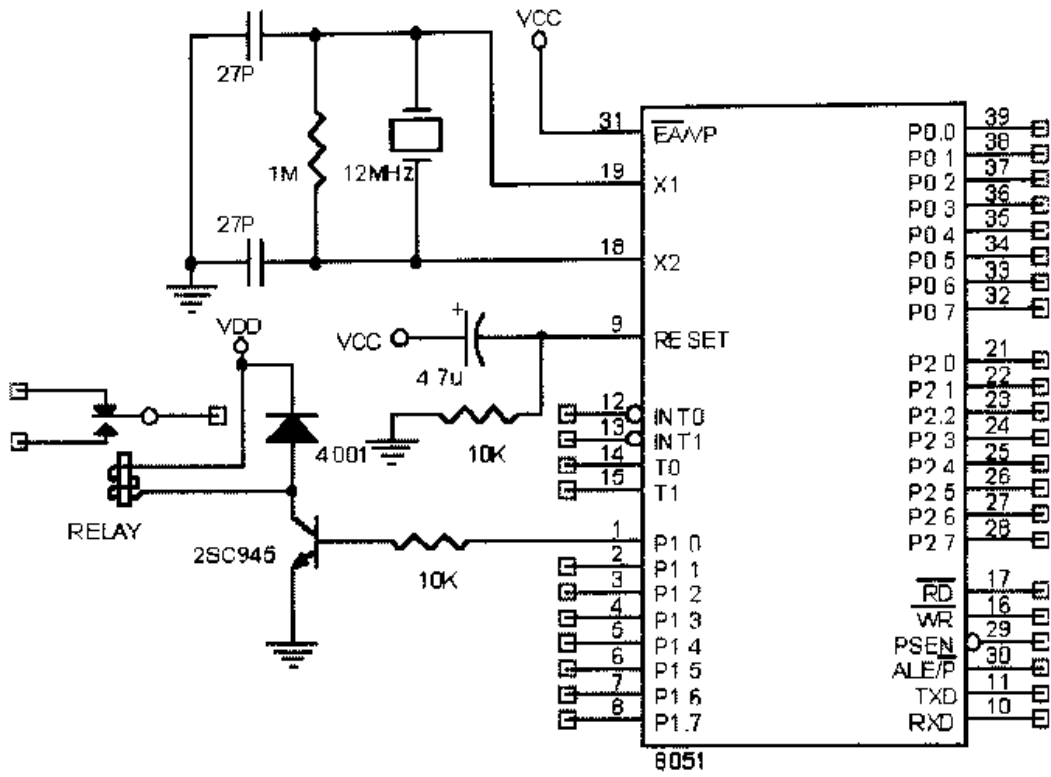 VCC
27P
1M
12MHz
27P
VDD
VCC
+
4.7u
10K
4001
RELAY
2SC945
10K
31 EA/VP
19 X1
18 X2
9 RESET
12 INT0
13 INT1
14 T0
15 T1
1 P1 0
2 P1 1
3 P1 2
4 P1 3
5 P1 4
6 P1 5
7 P1 6
8 P1.7
P0.0 39
P0 1 38
P0 2 37
P0 3 36
P0 4 35
P0 5 34
P0 6 33
P0 7 32
P2 0 21
P2 1 22
P2.2 23
P2 3 24
P2 4 25
P2 5 26
P2 6 27
P2 7 28
RD 17
WR 16
PSEN 29
ALE/P 30
TXD 11
RXD 10
8051